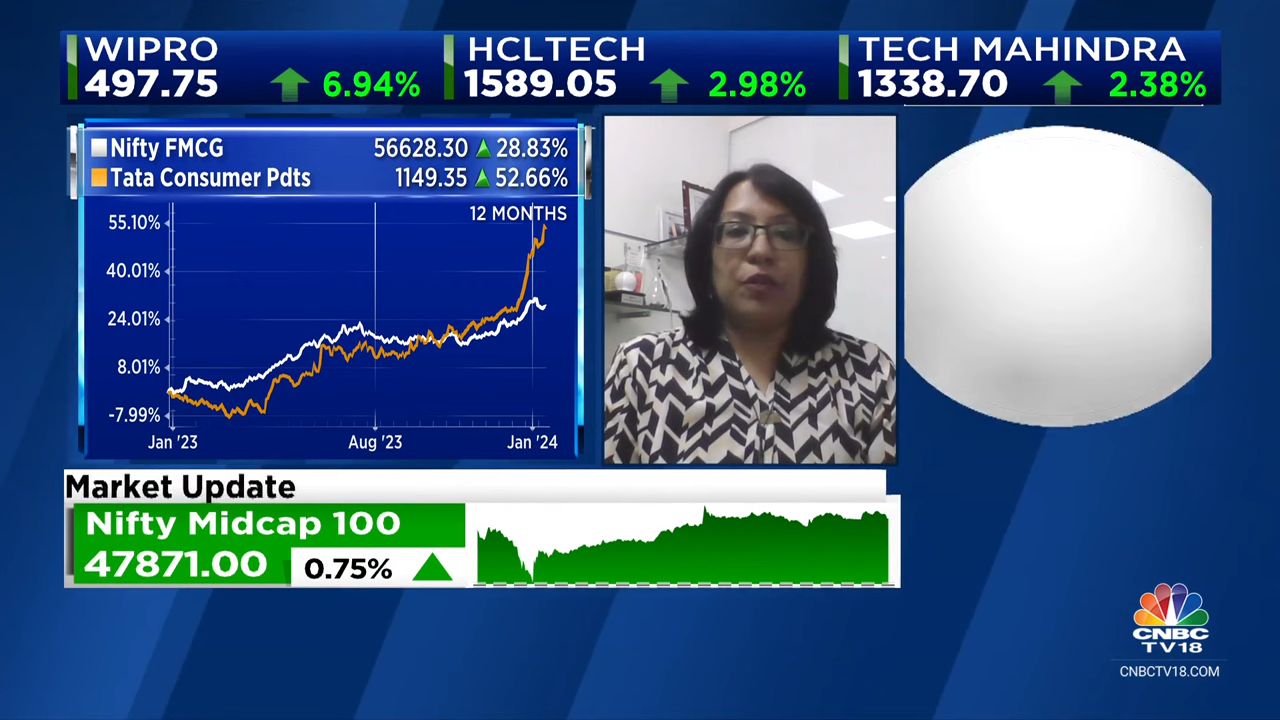 WIPRO
497.75 6.94%
HCLTECH
1589.05 2.98%
TECH MAHINDRA
1338.70 2.38%
Nifty FMCG 56628.30 28.83%
Tata Consumer Pdts 1149.35 52.66%
12 MONTHS
55.10%
40.01%
24.01%
8.01%
-7.99%
Jan '23 Aug '23 Jan '24
Market Update
Nifty Midcap 100
47871.00 0.75%
CNBC
TV18
CNBCTV18.COM